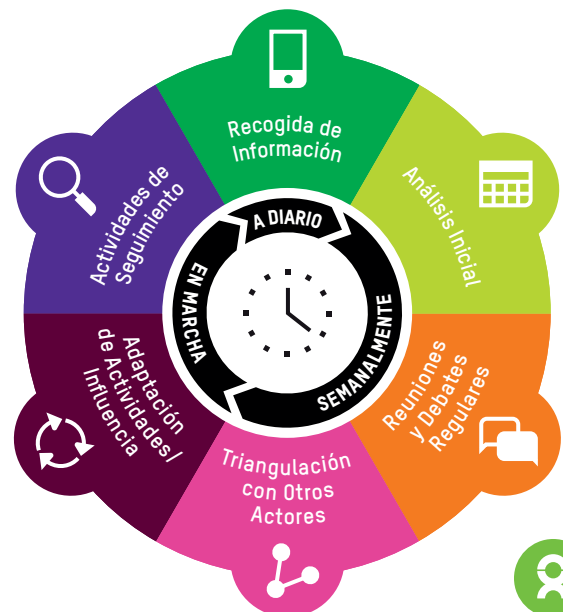 Recogida de
Información
Análisis Inicial
Reuniones
y Debates
Regulares
Triangulación
con Otros
Actores
Adaptación
de Actividades/
Influencia
Actividades de
Seguimiento
A DIARIO
SEMANALMENTE
EN MARCHA